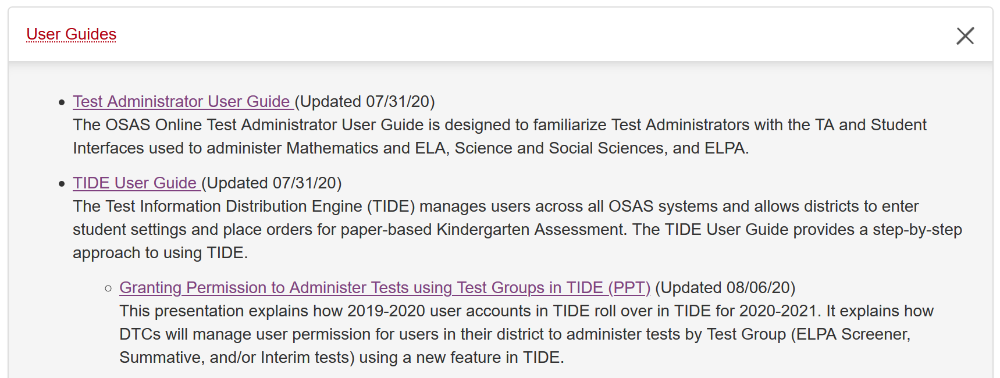 User Guides
Test Administrator User Guide (Updated 07/31/20)
The OSAS Online Test Administrator User Guide is designed to familiarize Test Administrators with the TA and Student
Interfaces used to administer Mathematics and ELA, Science and Social Sciences, and ELPA.
TIDE User Guide (Updated 07/31/20)
The Test Information Distribution Engine (TIDE) manages users across all OSAS systems and allows districts to enter
student settings and place orders for paper-based Kindergarten Assessment. The TIDE User Guide provides a step-by-step
approach to using TIDE.
Granting Permission to Administer Tests using Test Groups in TIDE (PPT) (Updated 08/06/20)
This presentation explains how 2019-2020 user accounts in TIDE roll over in TIDE for 2020-2021. It explains how
DTCs will manage user permission for users in their district to administer tests by Test Group (ELPA Screener,
Summative, and/or Interim tests) using a new feature in TIDE.